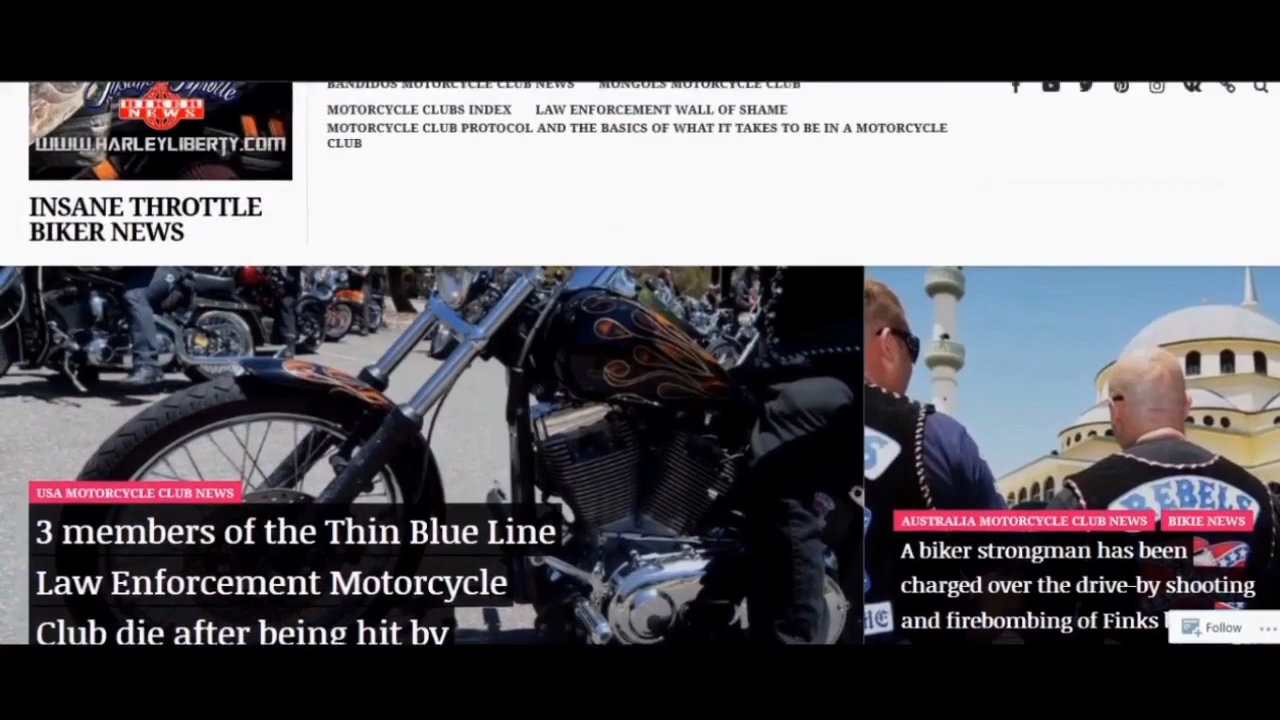 BANDIDOS MOTORCYCLE CLUB NEWS MONGOLS MOTORCYCLE CLUB
Insane Throttle
BIKER
NEWS
WWW.HARLEYLIBERTY.COM
MOTORCYCLE CLUBS INDEX LAW ENFORCEMENT WALL OF SHAME
MOTORCYCLE CLUB PROTOCOL AND THE BASICS OF WHAT IT TAKES TO BE IN A MOTORCYCLE
CLUB
INSANE THROTTLE
BIKER NEWS
USA MOTORCYCLE CLUB NEWS
3 members of the Thin Blue Line
Law Enforcement Motorcycle
Club die after being hit by
REBELS
AUSTRALIA MOTORCYCLE CLUB NEWS BIKIE NEWS
A biker strongman has been
charged over the drive-by shooting
and firebombing of Finks
Follow